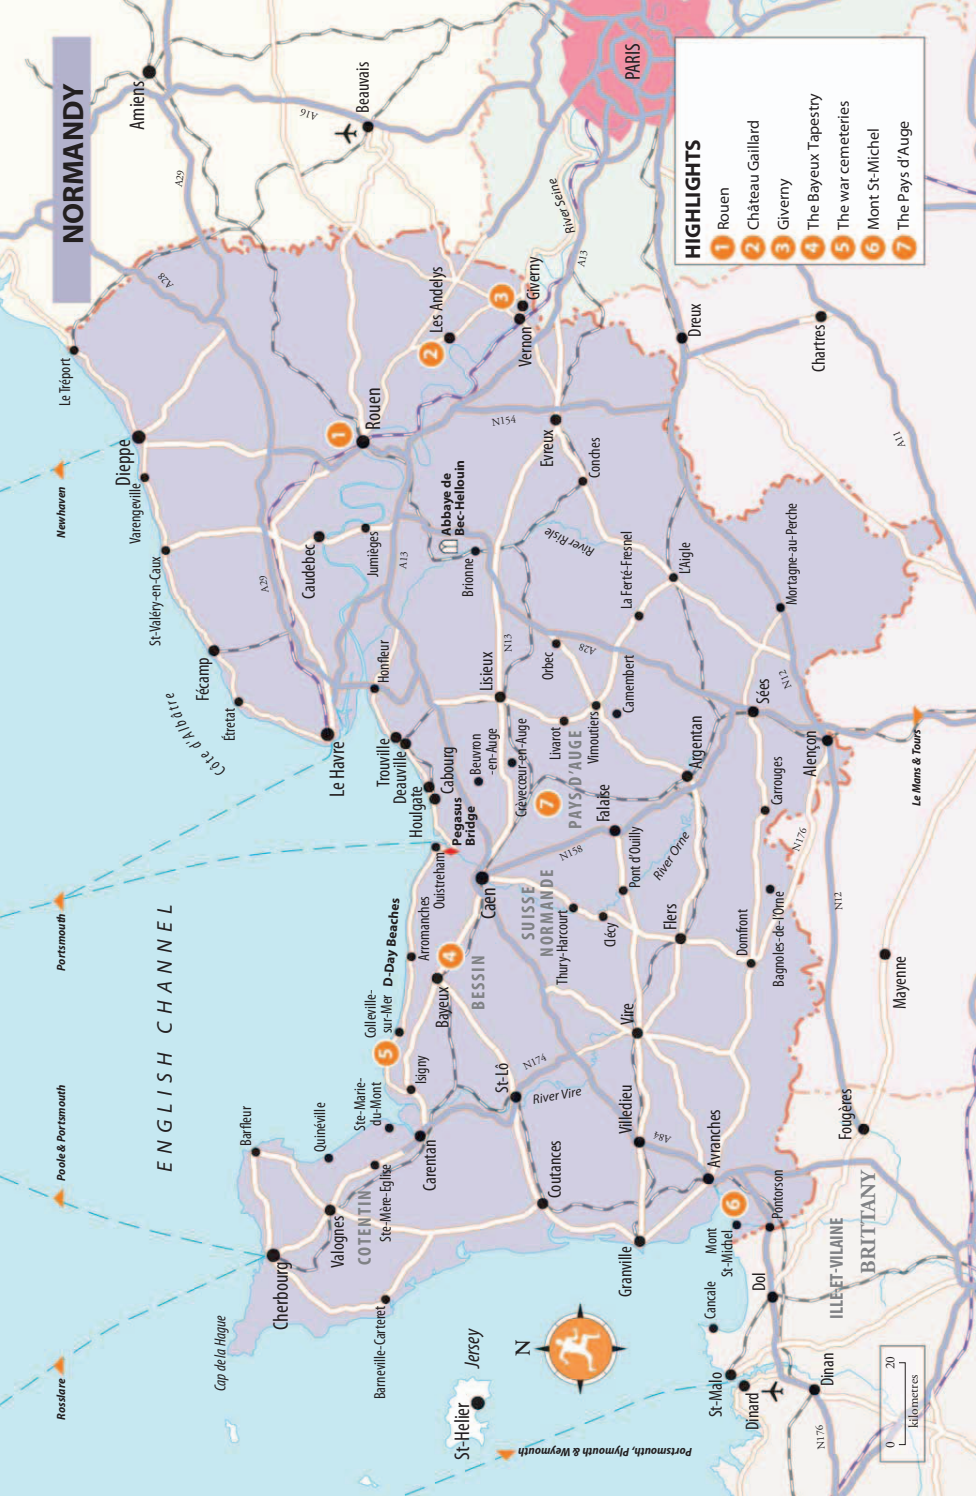 NORMANDY
HIGHLIGHTS
1 Rouen
2 Château Gaillard
3 Giverny
4 The Bayeux Tapestry
5 The war cemeteries
6 Mont St-Michel
7 The Pays d'Auge
Rosslare
Poole & Portsmouth
Portsmouth
Newhaven
ENGLISH CHANNEL
Le Tréport
Amiens
A29
A16
A28
Beauvais
Dieppe
Varengeville
St-Valéry-en-Caux
Fécamp
Étretat
Côte d'Albâtre
Le Havre
A29
Caudebec
Jumièges
1
Rouen
2
Les Andelys
3
Giverny
Vernon
River Seine
A13
PARIS
Cap de la Hague
Cherbourg
Barfleur
Quinéville
Valognes
COTENTIN
Ste-Mère-Eglise
Ste-Marie-
du-Mont
Barneville-Carteret
Carentan
Isigny
5
Colleville-
sur-Mer
D-Day Beaches
Arromanches
4
Bayeux
BESSIN
Ouistreham
Pegasus
Bridge
Houlgate
Cabourg
Trouville
Deauville
Honfleur
A13
Abbaye de
Bec-Hellouin
Brionne
N154
Evreux
Conches
River Risle
Dreux
Chartres
A11
Jersey
St-Helier
N
Coutances
St-Lô
N174
River Vire
Caen
SUISSE
NORMANDE
Thury-Harcourt
Clécy
Pont d'Ouilly
N158
Falaise
River Orne
7
PAYS D'AUGE
Beuvron
-en-Auge
Crèvecœur-en-Auge
Lisieux
N13
Livarot
Vimoutiers
Orbec
Camembert
A28
La Ferté-Fresnel
L'Aigle
Mortagne-au-Perche
Granville
Villedieu
Vire
Flers
Argentan
Sées
N12
Avranches
A84
6
Mont
St-Michel
Pontorson
Domfront
Bagnoles-de-l'Orne
Carrouges
Alençon
N176
N12
Le Mans & Tours
Mayenne
Fougères
Cancale
Dol
St-Malo
Dinard
Dinan
N176
ILLE-ET-VILAINE
BRITTANY
Portsmouth, Plymouth & Weymouth
0 20
kilometres